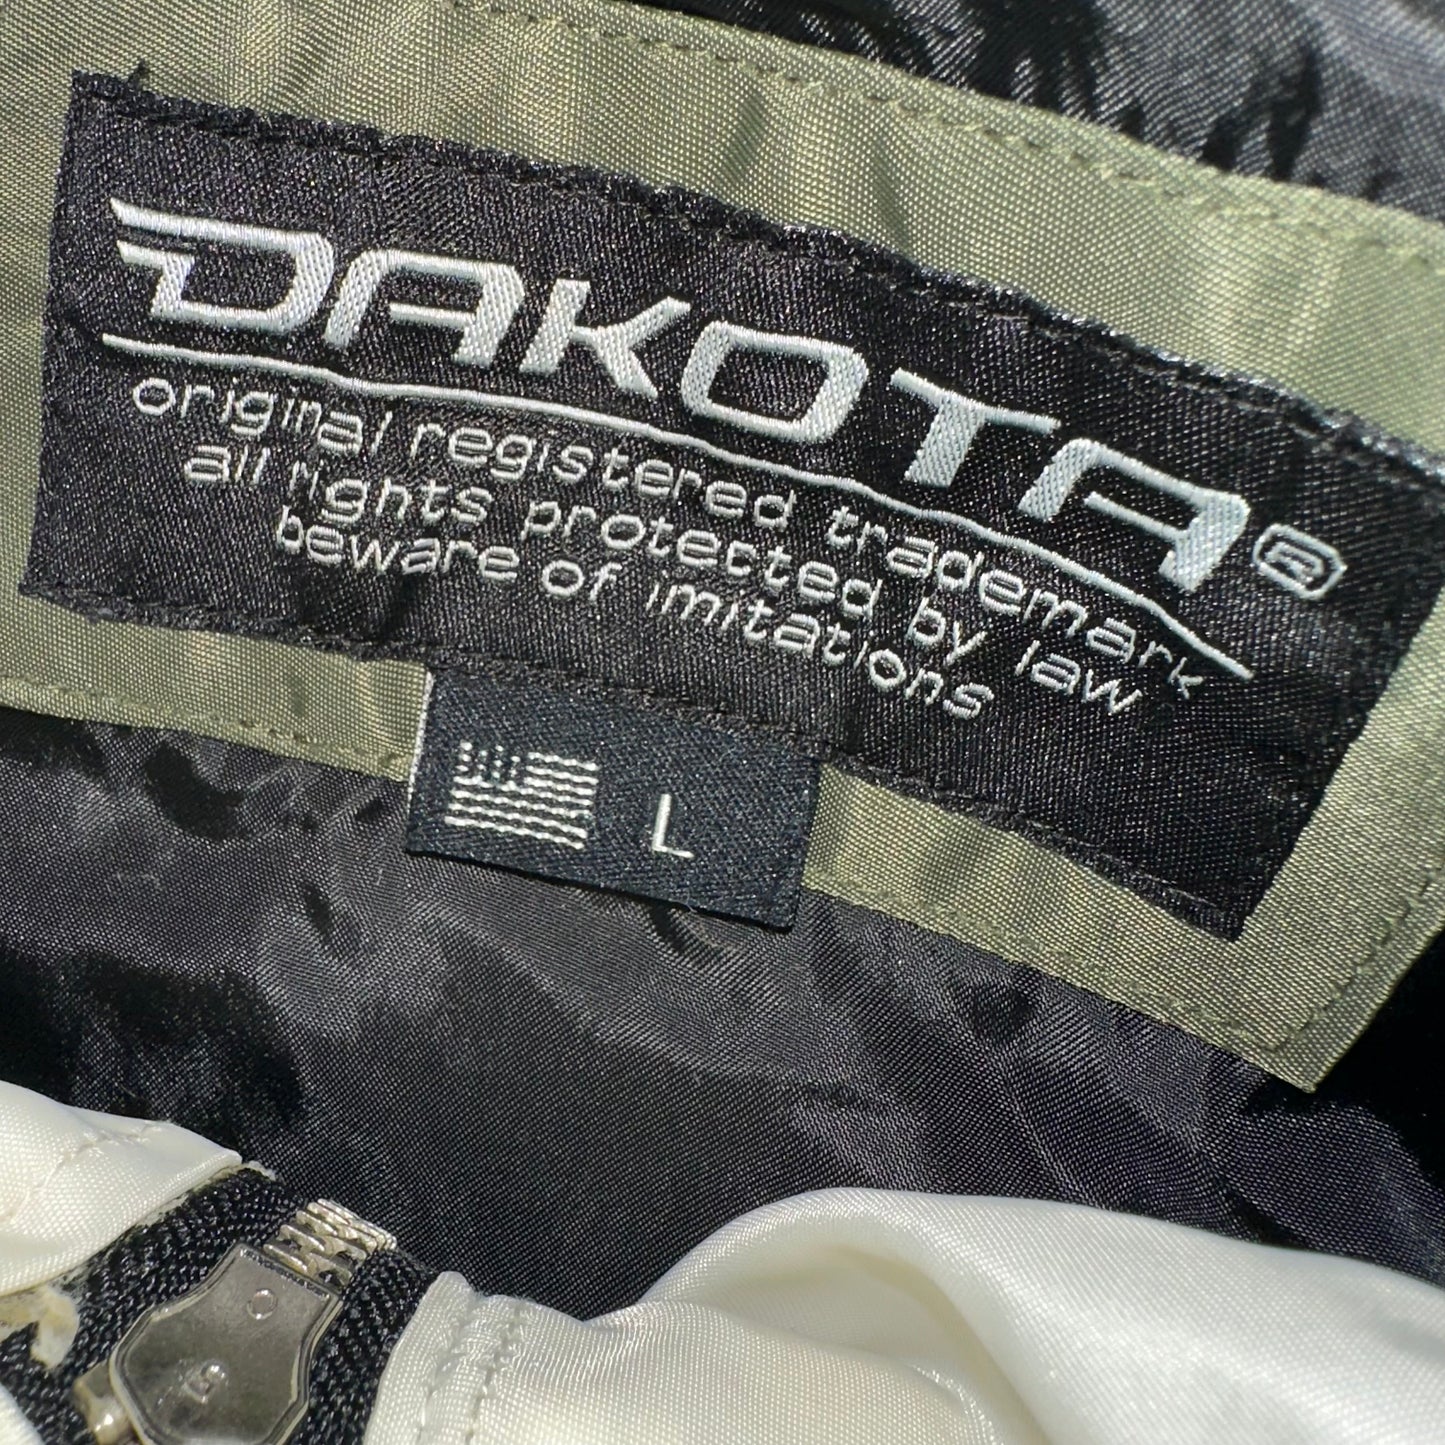 DAKOTA®
original registered trademark
all rights protected by law
beware of imitations
L